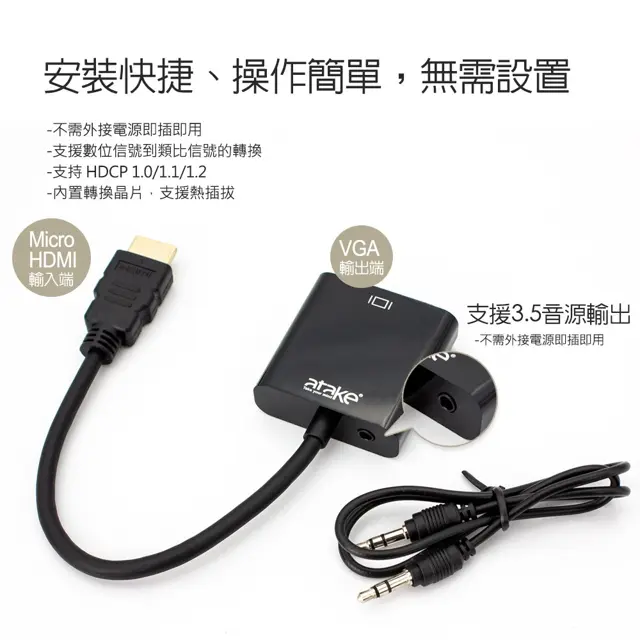 安裝快捷、操作簡單，無需設置
-不需外接電源即插即用
-支援數位信號到類比信號的轉換
-支持 HDCP 1.0/1.1/1.2
-內置轉換晶片，支援熱插拔
Micro
HDMI
輸入端
VGA
輸出端
支援3.5音源輸出
-不需外接電源即插即用
atake®
Take your mind